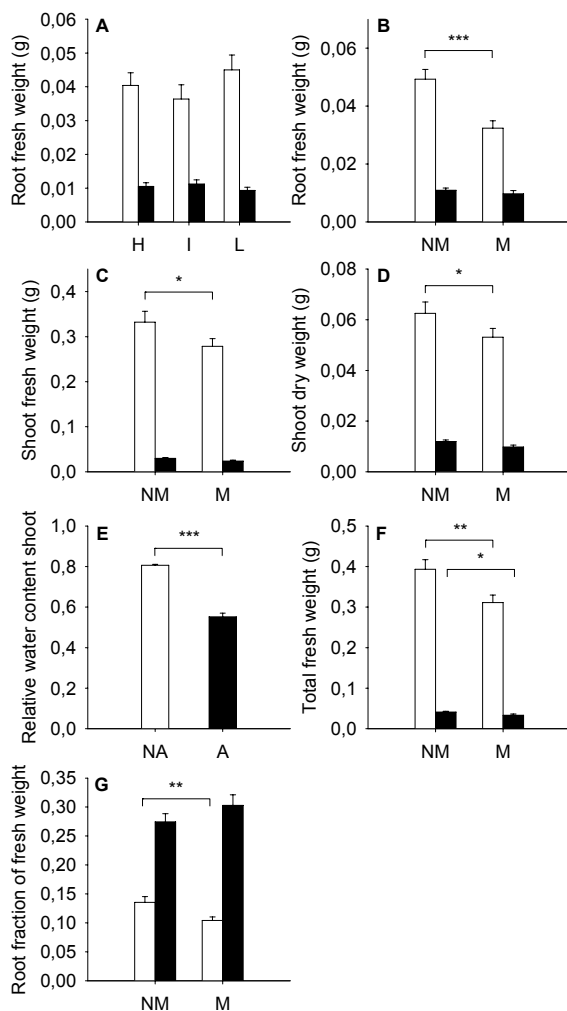 A
Root fresh weight (g)
0,06
0,05
0,04
0,03
0,02
0,01
0,00
H I L
B
Root fresh weight (g)
0,06
0,04
0,02
0,00
***
NM M
C
Shoot fresh weight (g)
0,4
0,3
0,2
0,1
0,0
*
NM M
D
Shoot dry weight (g)
0,08
0,06
0,04
0,02
0,00
*
NM M
E
Relative water content shoot
1,0
0,8
0,6
0,4
0,2
0,0
***
NA A
F
Total fresh weight (g)
0,5
0,4
0,3
0,2
0,1
0,0
**
*
NM M
G
Root fraction of fresh weight
0,35
0,30
0,25
0,20
0,15
0,10
0,05
0,00
**
NM M